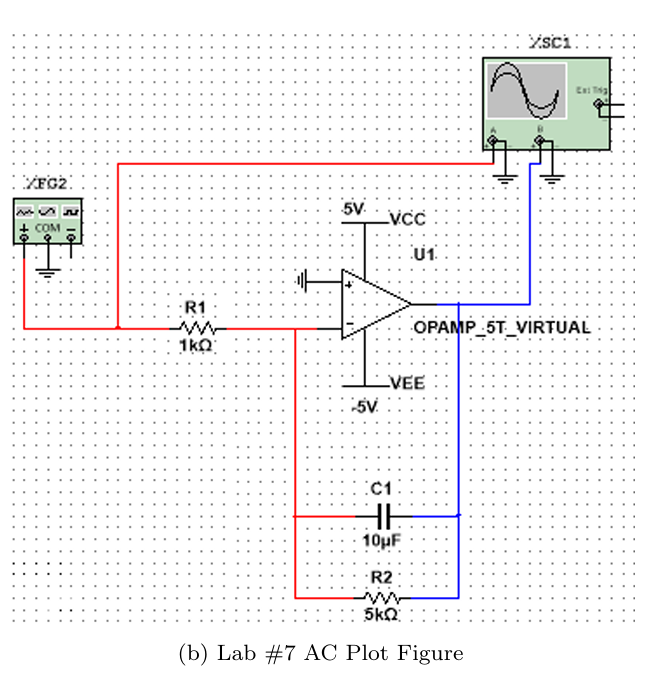 XSC1
Ext Trig
+
-
A
B
+ - + -
XFG2
+ COM -
5V
VCC
U1
+
-
R1
1kΩ
OPAMP_5T_VIRTUAL
VEE
-5V
C1
10µF
R2
5kΩ
(b) Lab #7 AC Plot Figure